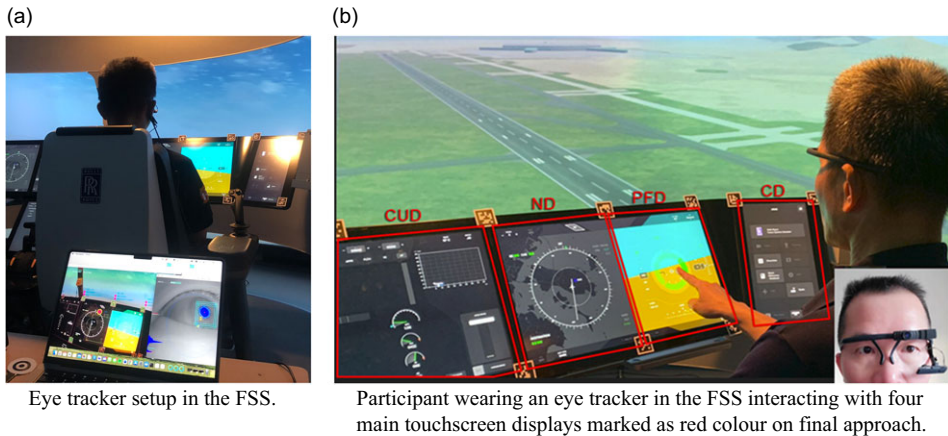 (a)
(b)
CUD
ND
PFD
CD
Eye tracker setup in the FSS.
Participant wearing an eye tracker in the FSS interacting with four
main touchscreen displays marked as red colour on final approach.